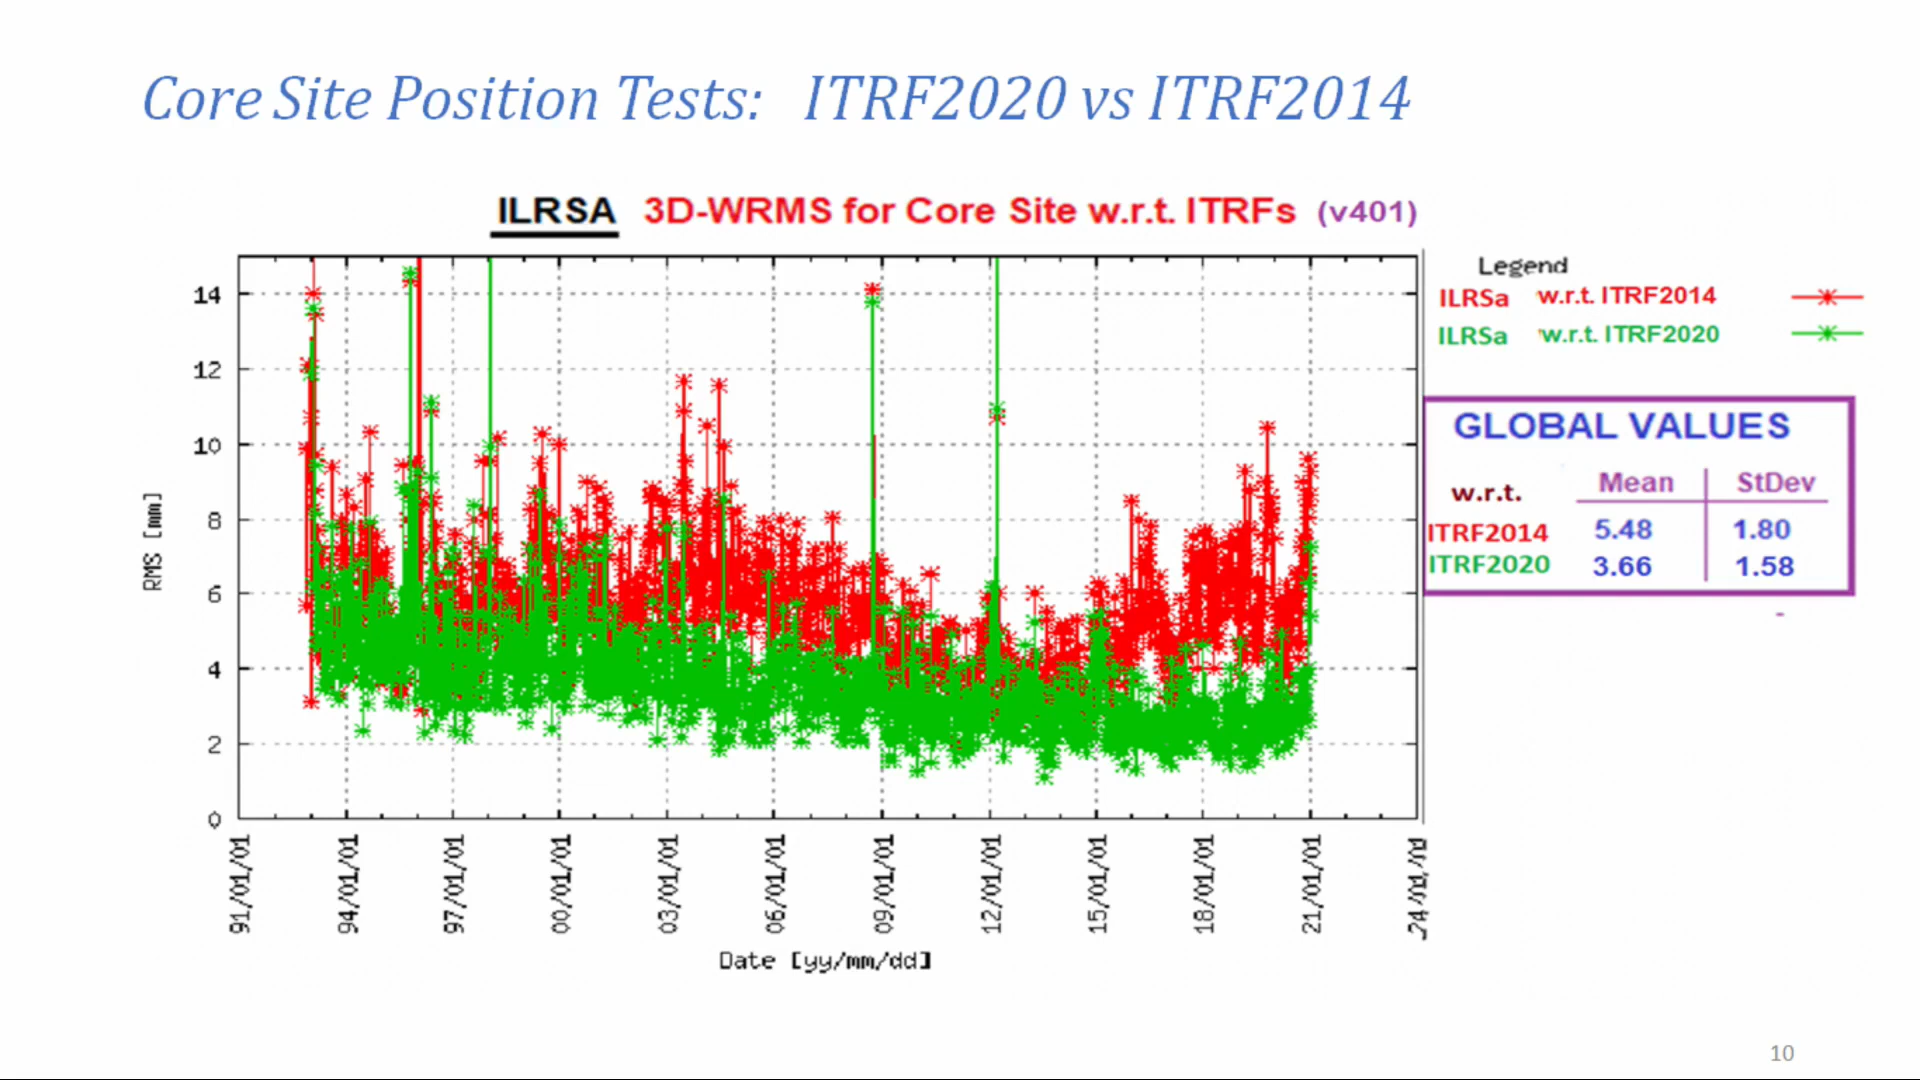 Core Site Position Tests: ITRF2020 vs ITRF2014
ILRSA 3D-WRMS for Core Site w.r.t. ITRFs (v401)
Legend
ILRSa w.r.t. ITRF2014
ILRSa w.r.t. ITRF2020
GLOBAL VALUES
w.r.t. Mean StDev
ITRF2014 5.48 1.80
ITRF2020 3.66 1.58
RMS [mm]
14
12
10
8
6
4
2
0
91/01/01
94/01/01
97/01/01
00/01/01
03/01/01
06/01/01
09/01/01
12/01/01
15/01/01
18/01/01
21/01/01
24/01/01
Date [yy/mm/dd]
10